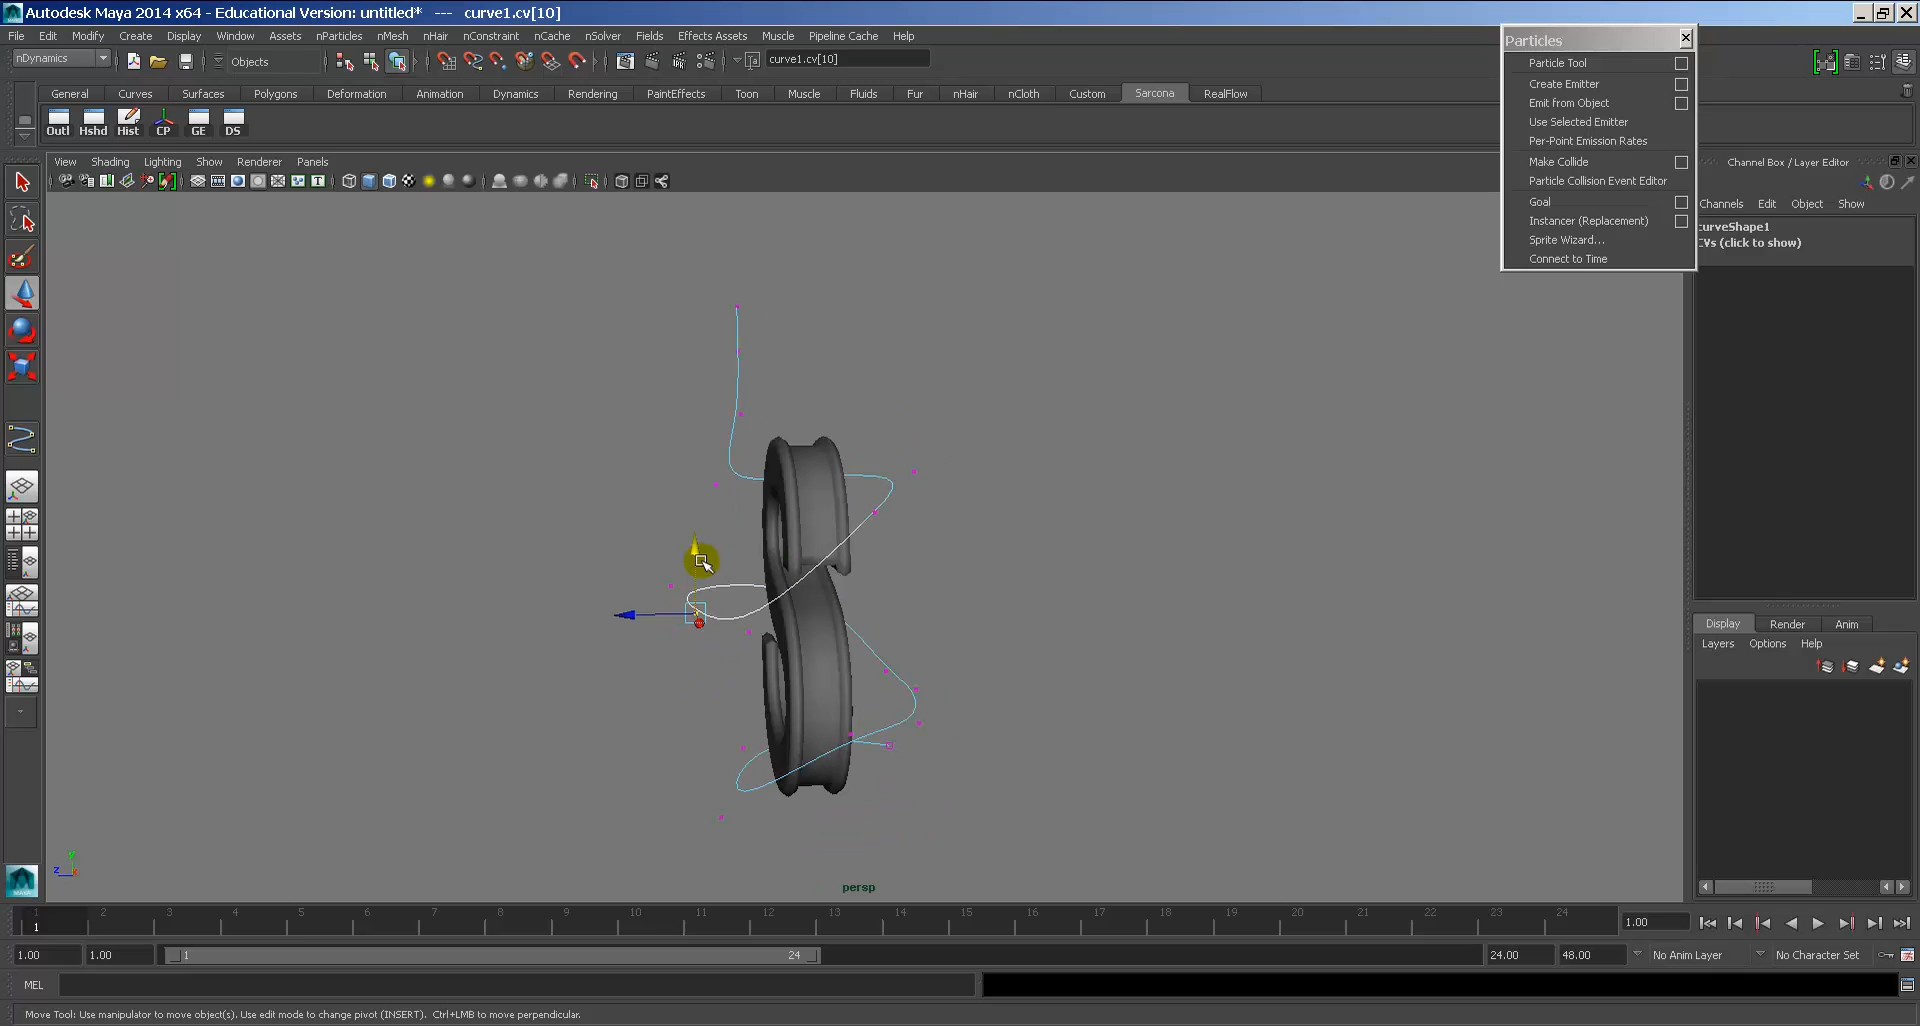 Autodesk Maya 2014 x64 - Educational Version: untitled* --- curve1.cv[10]
File Edit Modify Create Display Window Assets nParticles nMesh nHair nConstraint nCache nSolver Fields Effects Assets Muscle Pipeline Cache Help
nDynamics Objects curve1.cv[10]
General Curves Surfaces Polygons Deformation Animation Dynamics Rendering PaintEffects Toon Muscle Fluids Fur nHair nCloth Custom Sarcona RealFlow
Outl Hshd Hist CP GE DS
View Shading Lighting Show Renderer Panels
Particles
Particle Tool
Create Emitter
Emit from Object
Use Selected Emitter
Per-Point Emission Rates
Make Collide
Particle Collision Event Editor
Goal
Instancer (Replacement)
Sprite Wizard...
Connect to Time
Channel Box / Layer Editor
Channels Edit Object Show
curveShape1
CVs (click to show)
Display Render Anim
Layers Options Help
y
z
persp
1 2 3 4 5 6 7 8 9 10 11 12 13 14 15 16 17 18 19 20 21 22 23 24
1
1.00
1.00 1.00 1 24 24.00 48.00 No Anim Layer No Character Set
MEL
Move Tool: Use manipulator to move object(s). Use edit mode to change pivot (INSERT). Ctrl+LMB to move perpendicular.